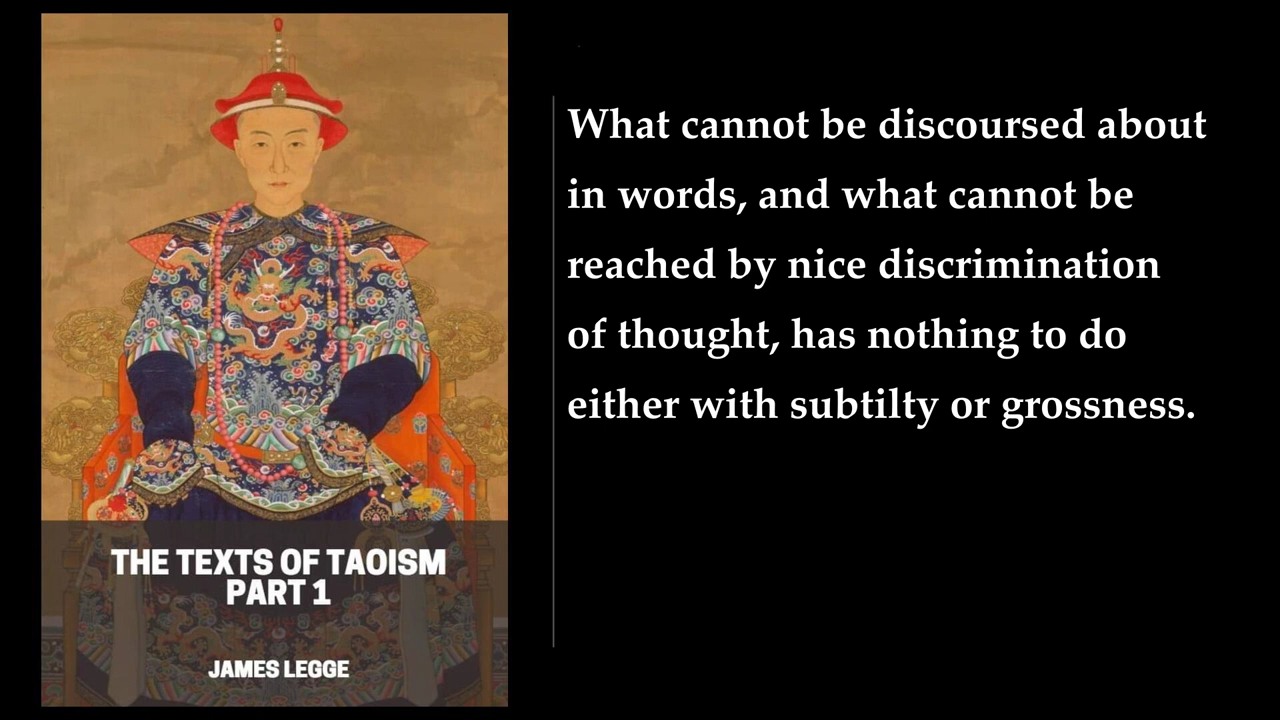 THE TEXTS OF TAOISM
PART 1
JAMES LEGGE
What cannot be discoursed about
in words, and what cannot be
reached by nice discrimination
of thought, has nothing to do
either with subtilty or grossness.